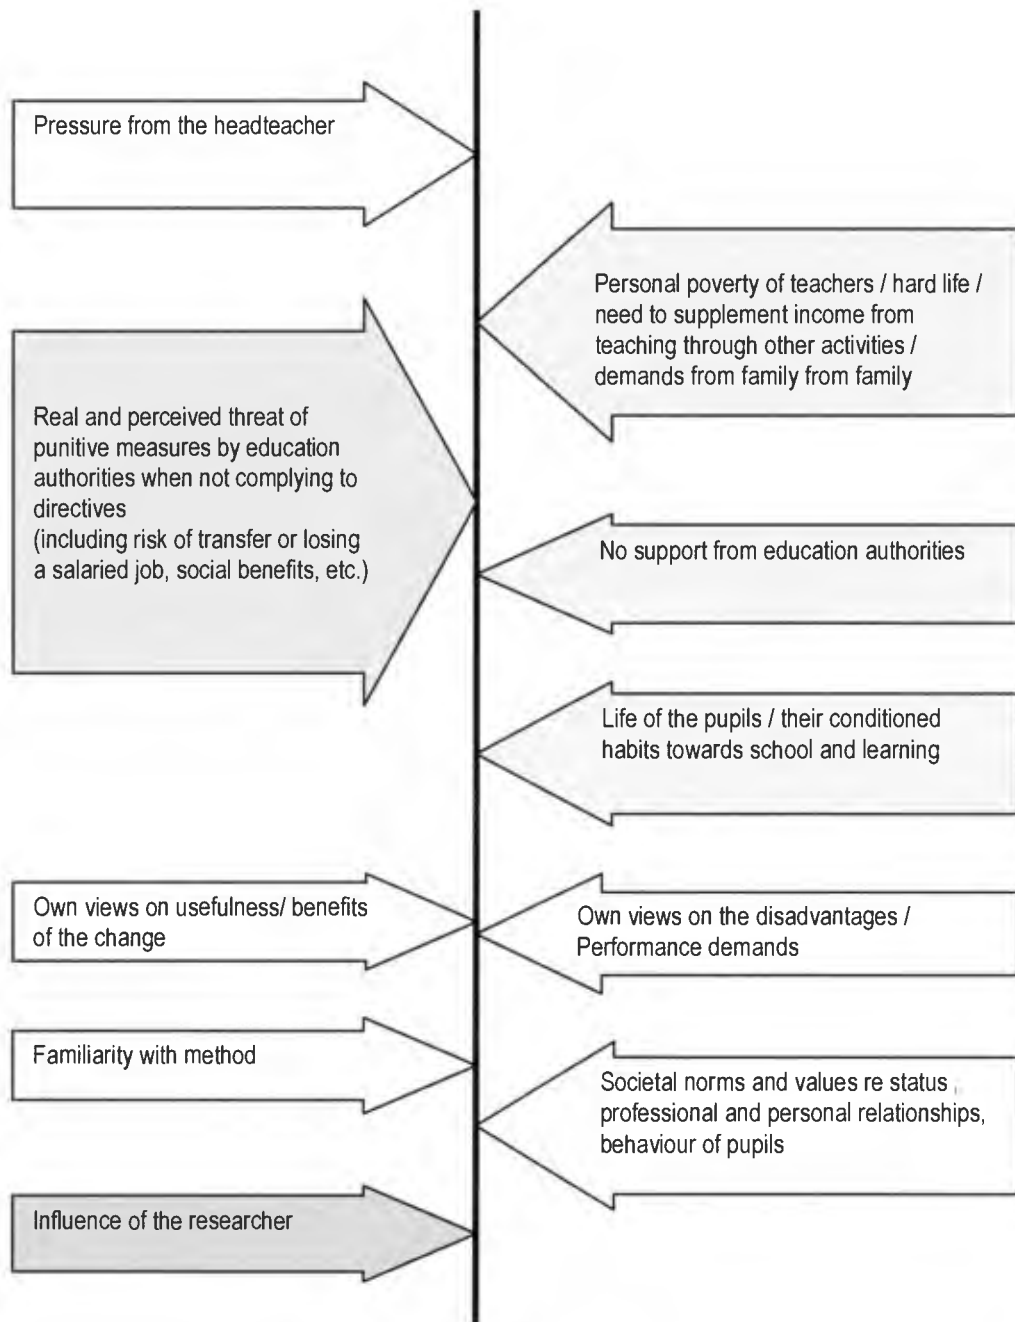 Pressure from the headteacher
Personal poverty of teachers / hard life /
need to supplement income from
teaching through other activities /
demands from family from family
Real and perceived threat of
punitive measures by education
authorities when not complying to
directives
(including risk of transfer or losing
a salaried job, social benefits, etc.)
No support from education authorities
Life of the pupils / their conditioned
habits towards school and learning
Own views on usefulness/ benefits
of the change
Own views on the disadvantages /
Performance demands
Familiarity with method
Societal norms and values re status ,
professional and personal relationships,
behaviour of pupils
Influence of the researcher